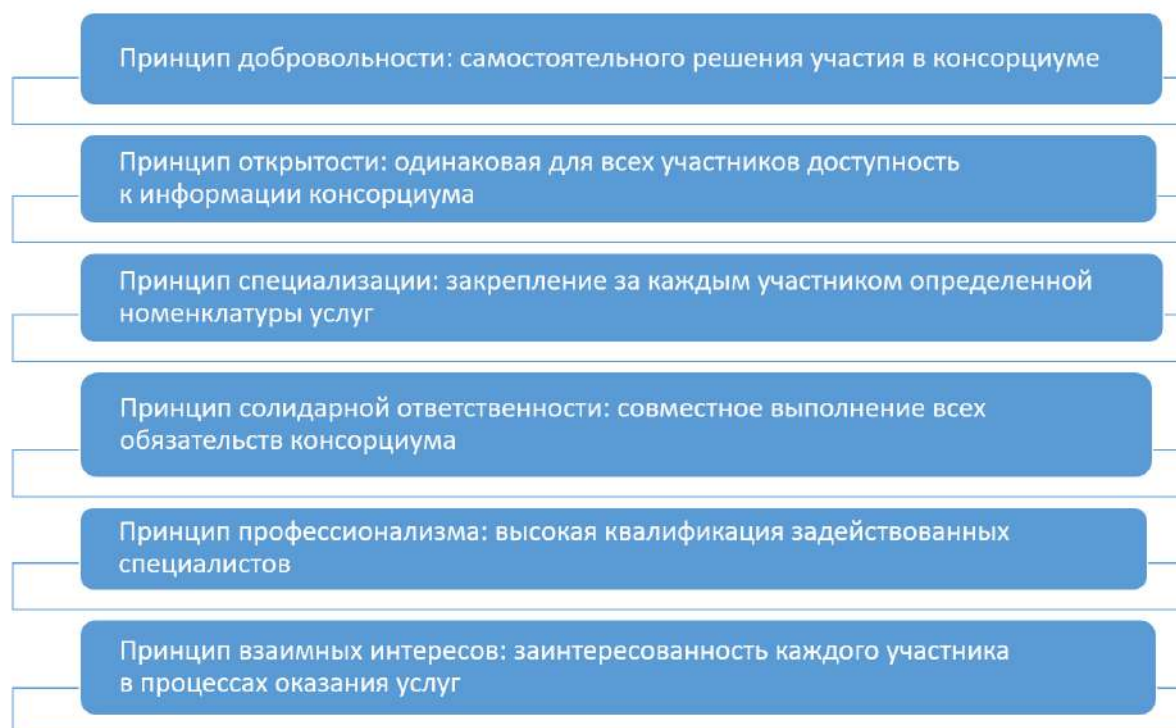 Принцип добровольности: самостоятельного решения участия в консорциуме
Принцип открытости: одинаковая для всех участников доступность
к информации консорциума
Принцип специализации: закрепление за каждым участником определенной
номенклатуры услуг
Принцип солидарной ответственности: совместное выполнение всех
обязательств консорциума
Принцип профессионализма: высокая квалификация задействованных
специалистов
Принцип взаимных интересов: заинтересованность каждого участника
в процессах оказания услуг